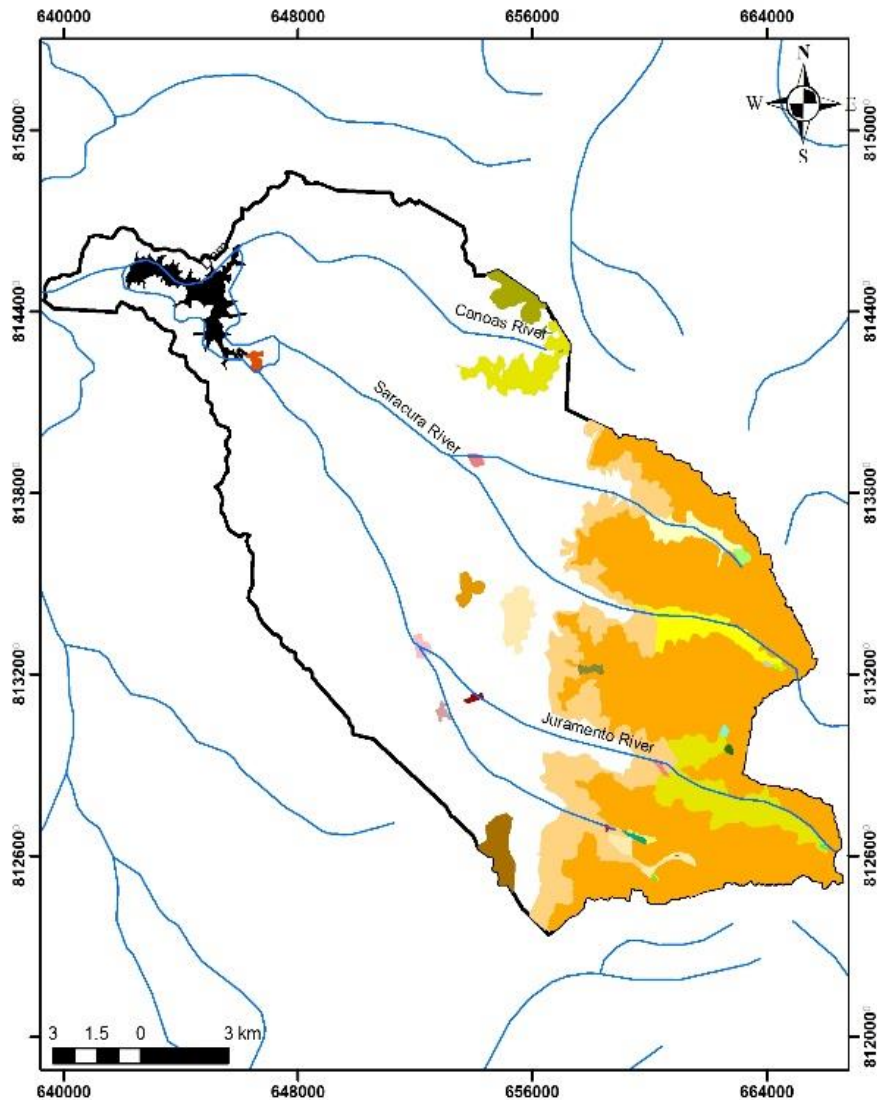 640000 648000 656000 664000
N
W E
S
815000° 815000°
814400° 814400°
Canoas River
Saracura River
813800° 813800°
813200° 813200°
Juramento River
812600° 812600°
3 1.5 0 3 km
812000° 812000°
640000 648000 656000 664000